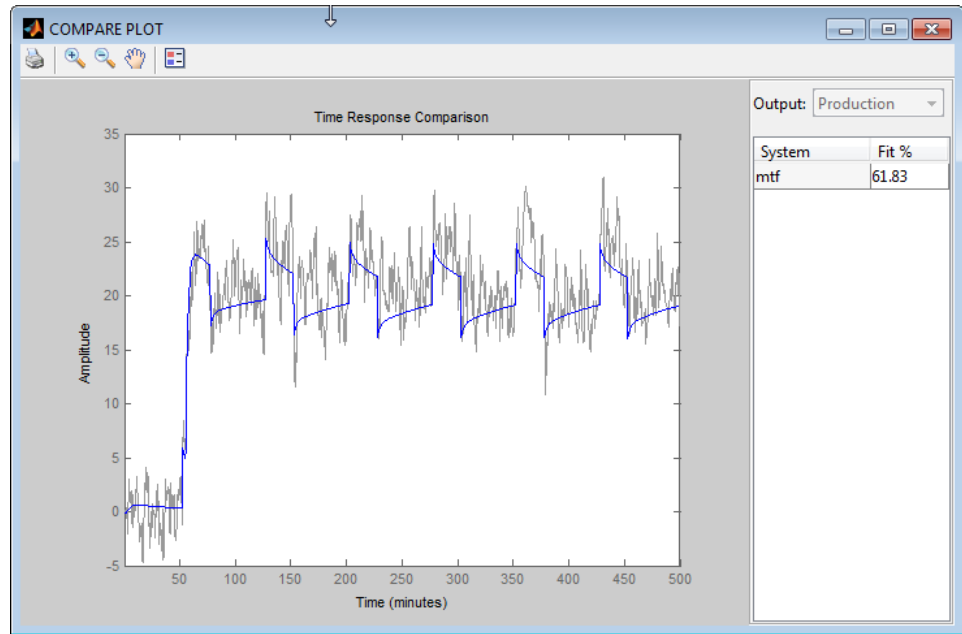 COMPARE PLOT
Time Response Comparison
Amplitude
35
30
25
20
15
10
5
0
-5
50 100 150 200 250 300 350 400 450 500
Time (minutes)
Output: Production
System Fit %
mtf 61.83